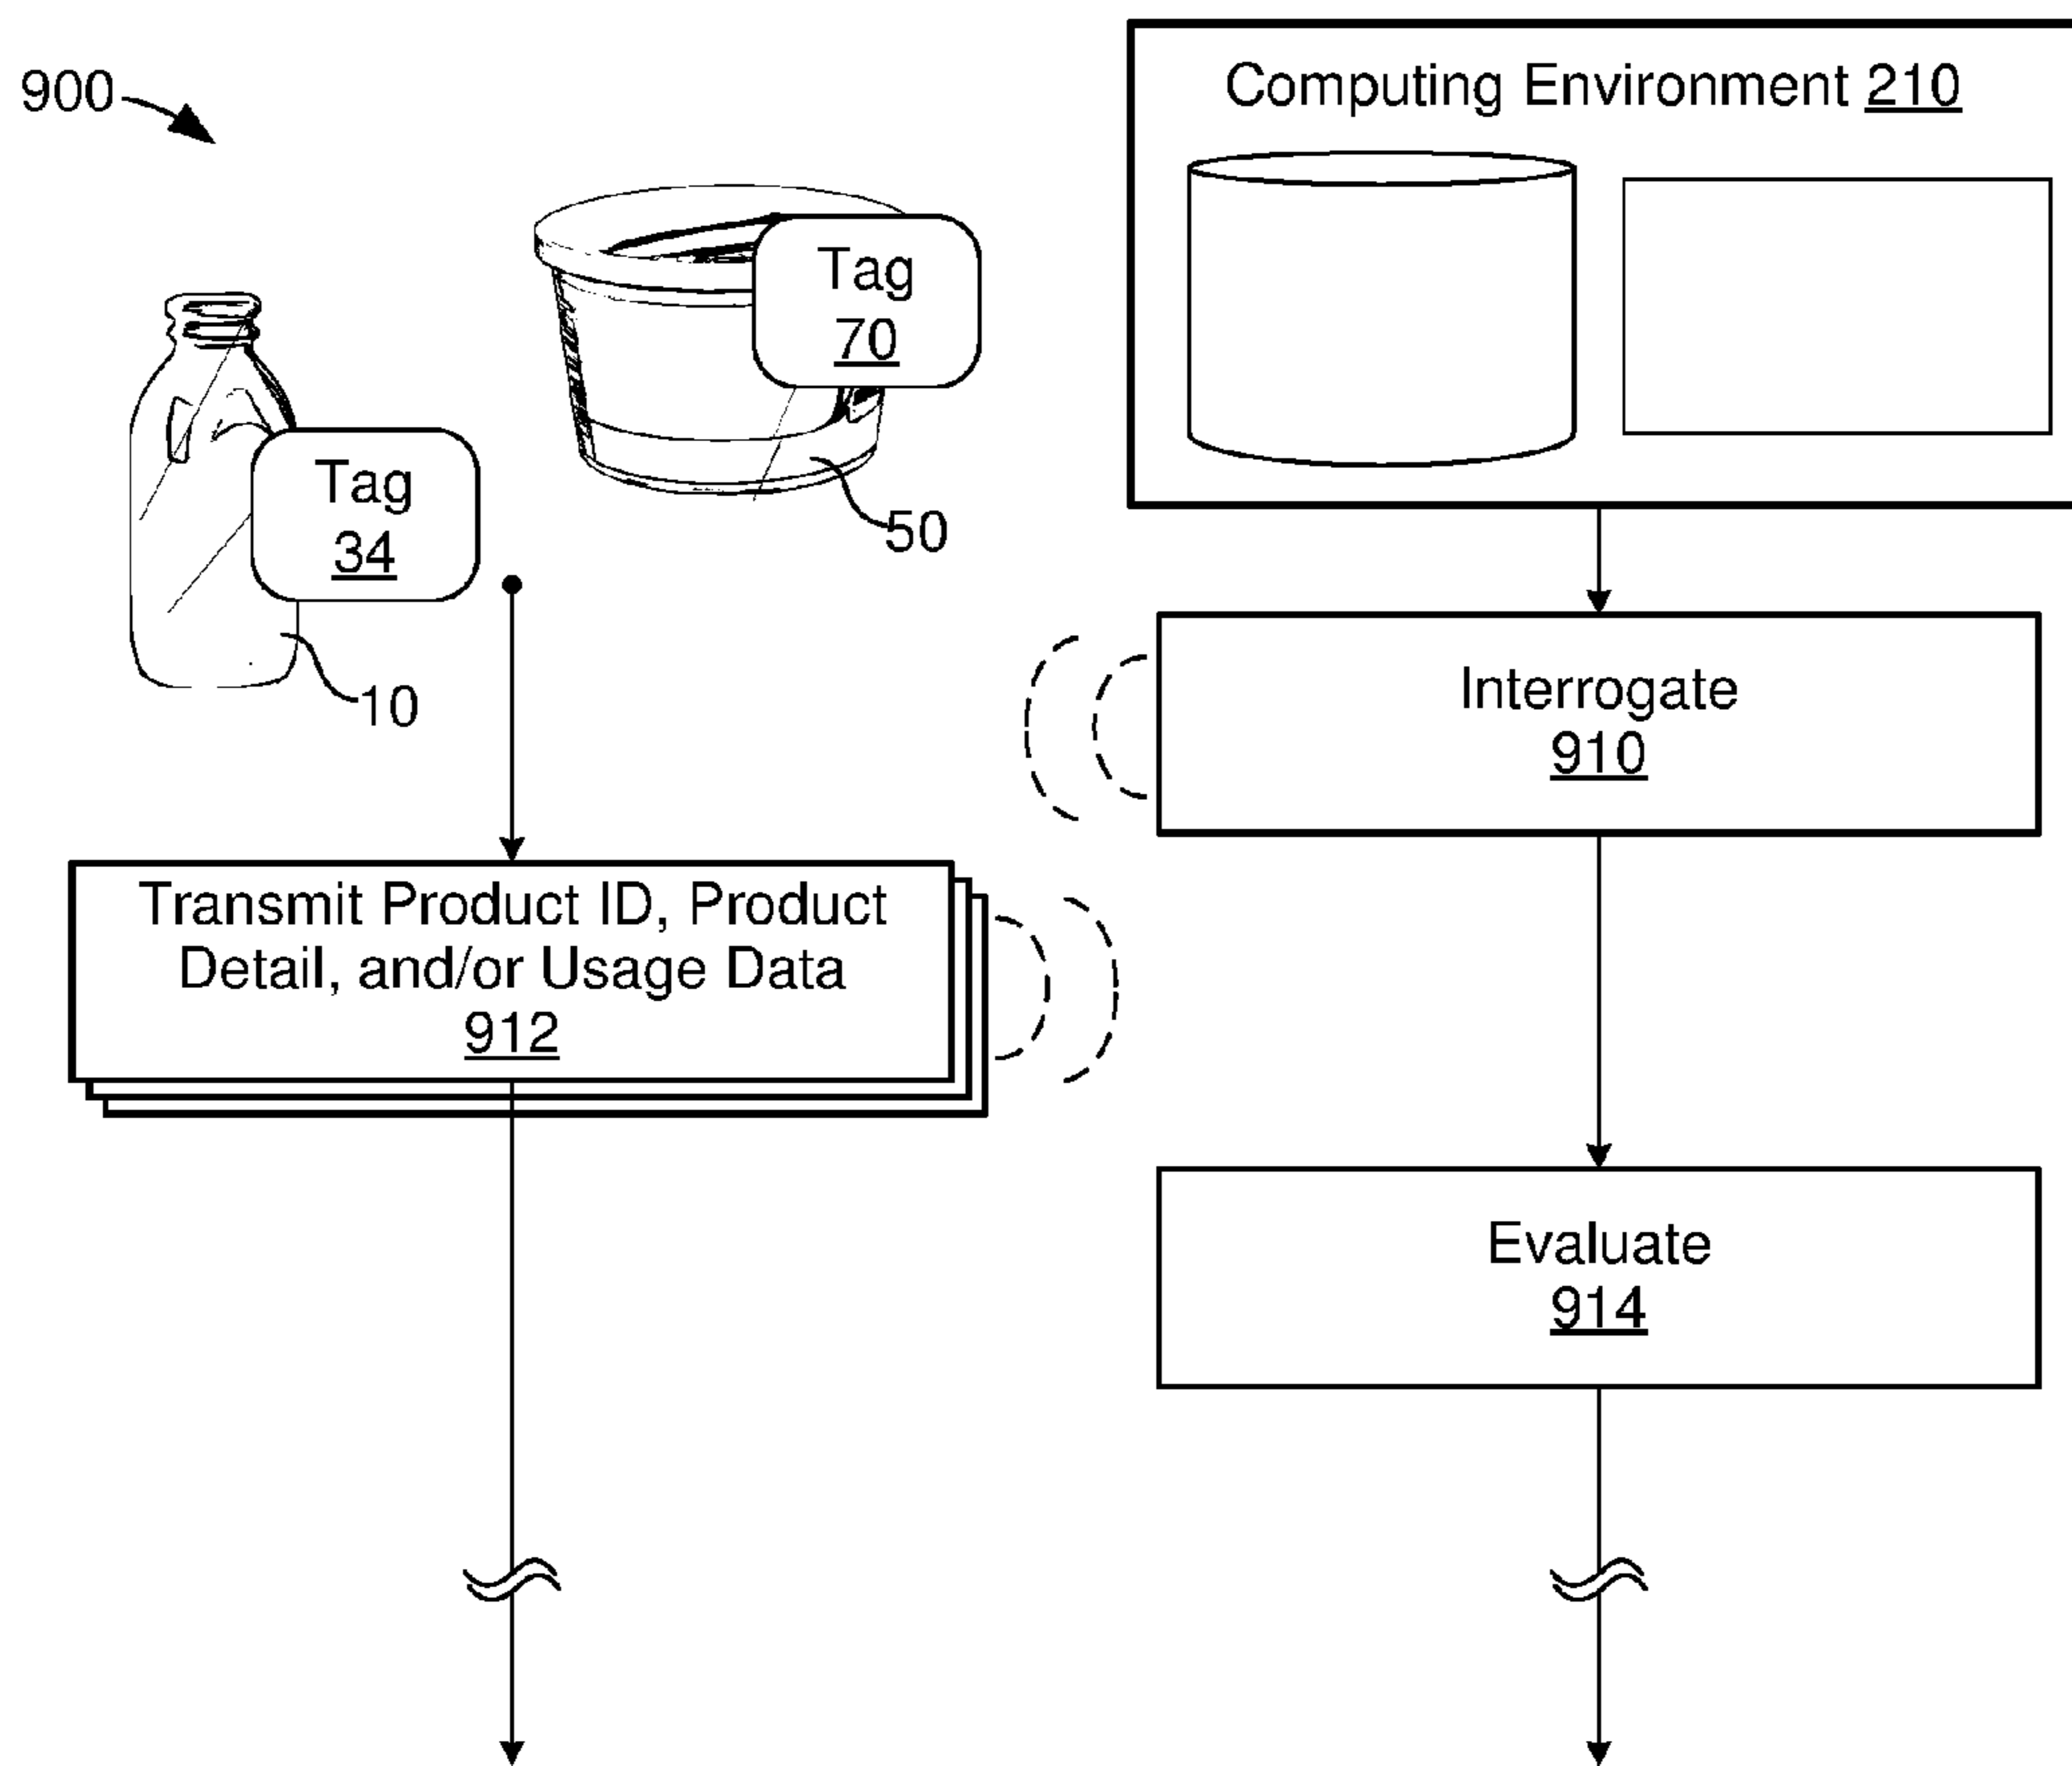 900
Computing Environment 210
Tag
70
Tag
34
50
10
Interrogate
910
Transmit Product ID, Product
Detail, and/or Usage Data
912
Evaluate
914